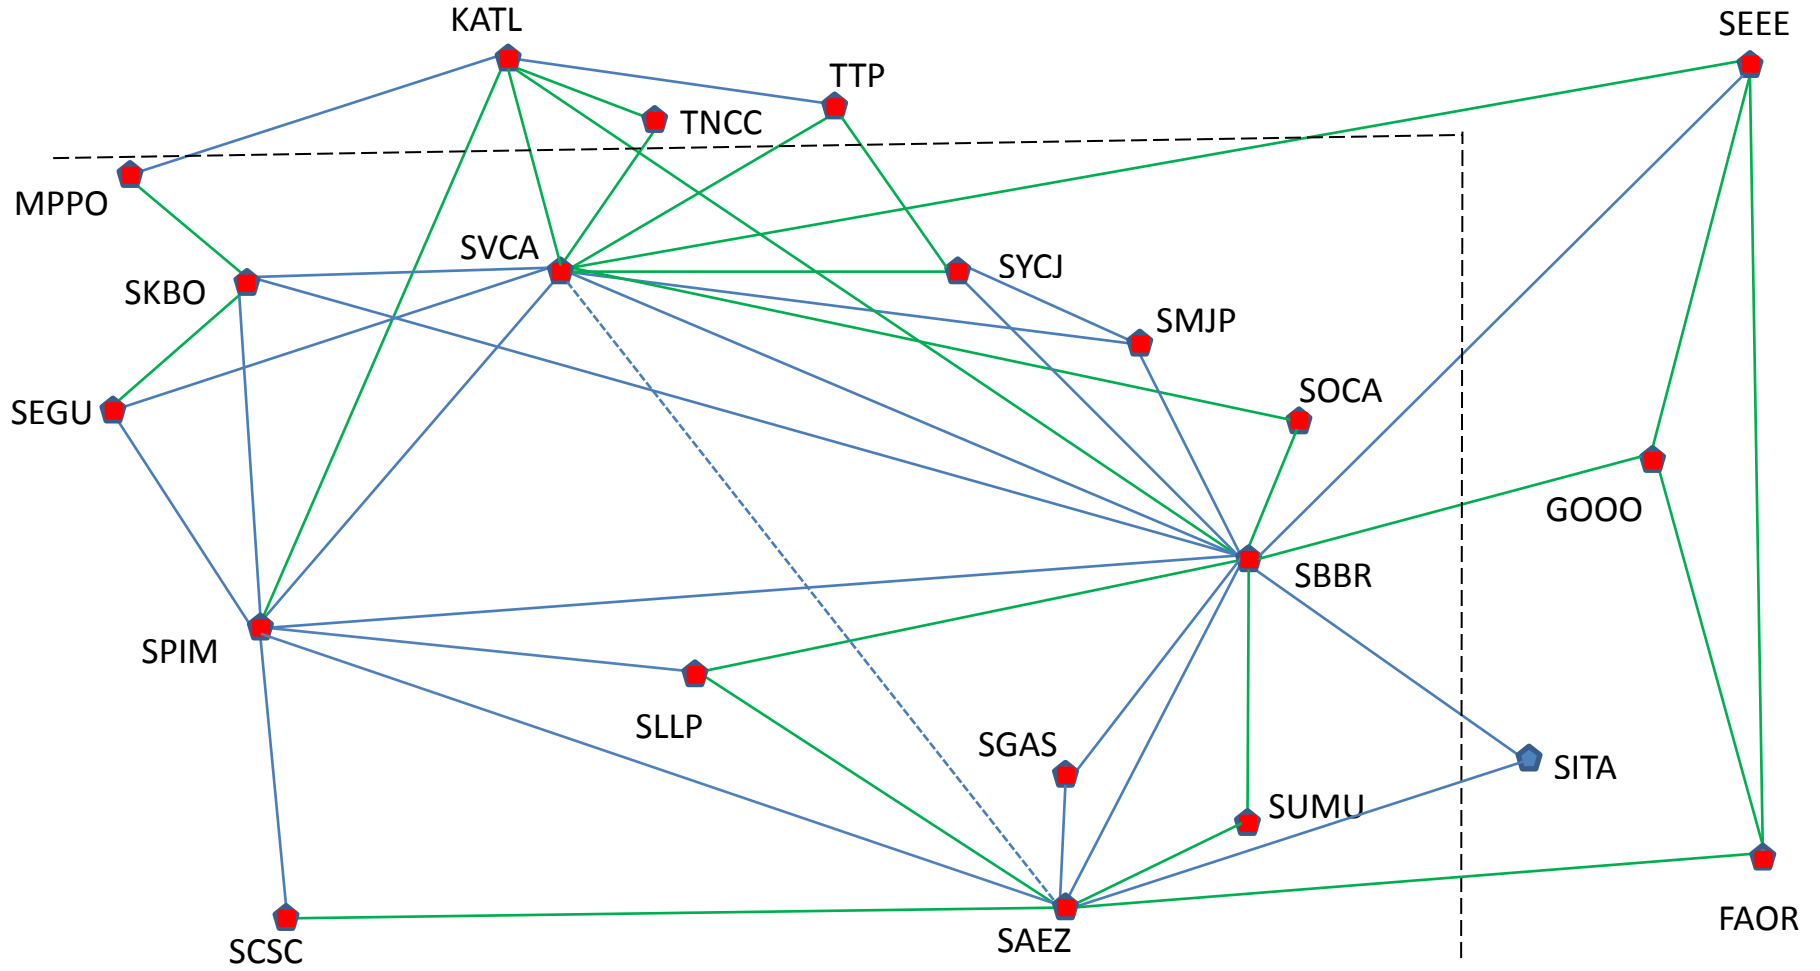 KATL
SEEE
TTP
TNCC
MPPO
SVCA
SYCJ
SKBO
SMJP
SOCA
SEGU
GOOO
SBBR
SPIM
SLLP
SGAS
SITA
SUMU
FAOR
SAEZ
SCSC